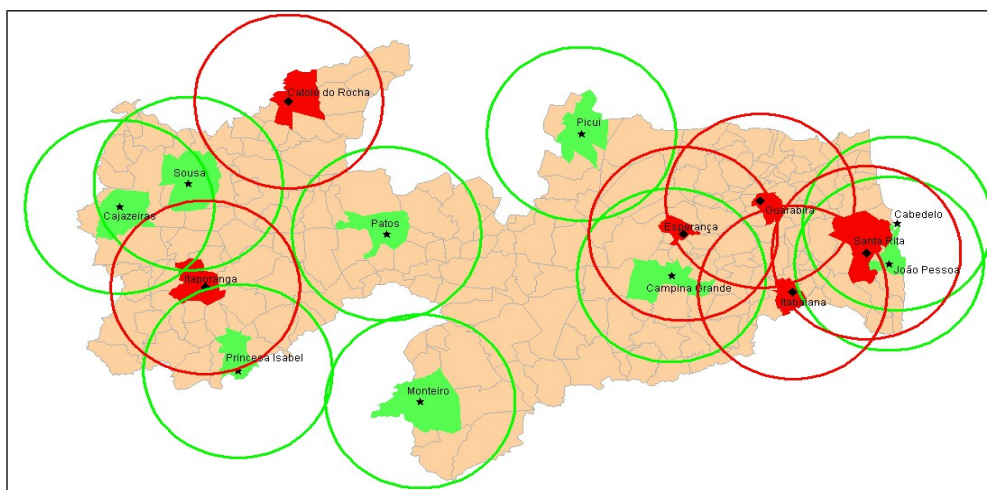 Catolé do Rocha
Picui
Sousa
Cajazeiras
Patos
Guarabira
Cabedelo
Esperança
Santa Rita
João Pessoa
Itaporanga
Campina Grande
Itabaiana
Princesa Isabel
Monteiro